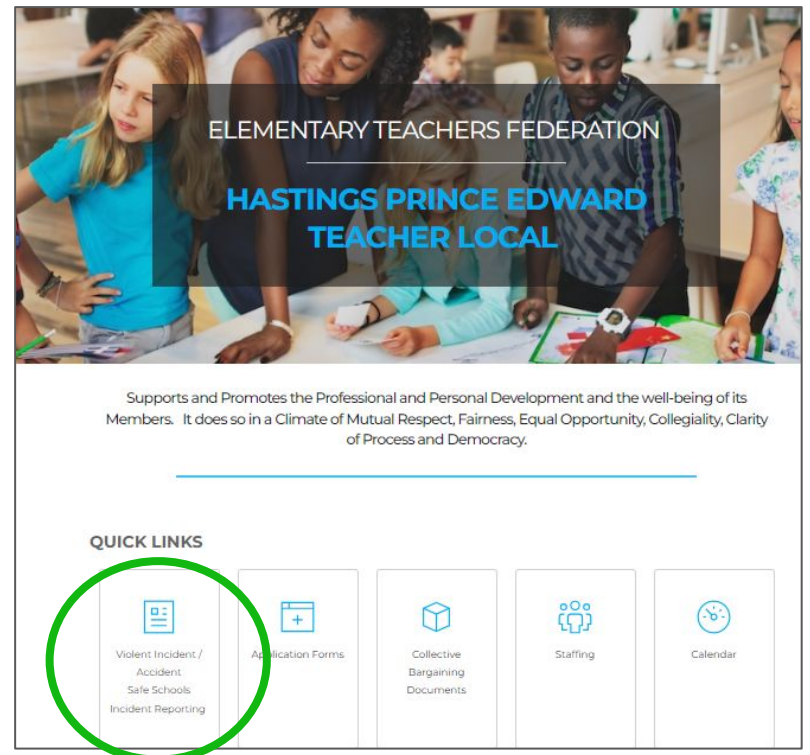 ELEMENTARY TEACHERS FEDERATION
HASTINGS PRINCE EDWARD
TEACHER LOCAL
Supports and Promotes the Professional and Personal Development and the well-being of its
Members. It does so in a Climate of Mutual Respect, Fairness, Equal Opportunity, Collegiality, Clarity
of Process and Democracy.
QUICK LINKS
Violent Incident /
Accident
Safe Schools
Incident Reporting
Application Forms
Collective
Bargaining
Documents
Staffing
Calendar